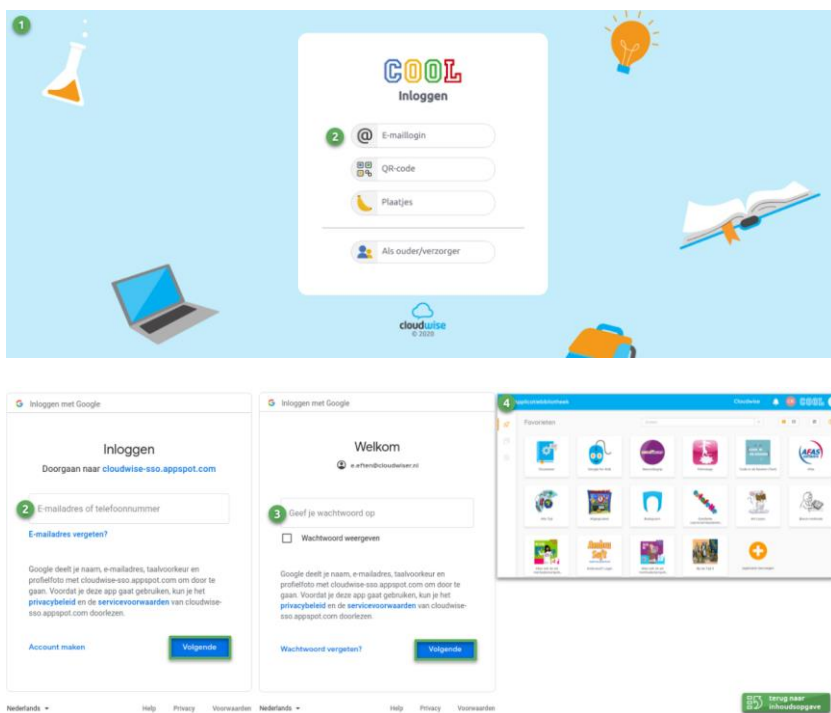 1
COOL
Inloggen
2
@ E-maillogin
QR-code
Plaatjes
Als ouder/verzorger
cloudwise
© 2020
Inloggen met Google
Inloggen
Doorgaan naar cloudwise-sso.appspot.com
2
E-mailadres of telefoonnummer
E-mailadres vergeten?
Google deelt je naam, e-mailadres, taalvoorkeur en
profielfoto met cloudwise-sso.appspot.com om door te
gaan. Voordat je deze app gaat gebruiken, kun je het
privacybeleid en de servicevoorwaarden van cloudwise-
sso.appspot.com doorlezen.
Account maken
Volgende
Nederlands
Help Privacy Voorwaarden
Inloggen met Google
Welkom
e.eften@cloudwiser.nl
3
Geef je wachtwoord op
Wachtwoord weergeven
Google deelt je naam, e-mailadres, taalvoorkeur en
profielfoto met cloudwise-sso.appspot.com om door te
gaan. Voordat je deze app gaat gebruiken, kun je het
privacybeleid en de servicevoorwaarden van cloudwise-
sso.appspot.com doorlezen.
Wachtwoord vergeten?
Volgende
Nederlands
Help Privacy Voorwaarden
4
Cloudwise
COOL
Favorieten
AFAS
terug naar
inhoudsopgave